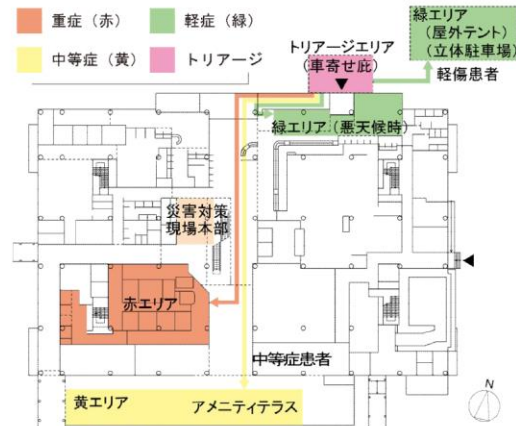 重症（赤）
軽症（緑）
中等症（黄）
トリアージ
トリアージエリア
（車寄せ庇）
緑エリア
（屋外テント）
（立体駐車場）
軽傷患者
緑エリア（悪天候時）
災害対策
現場本部
赤エリア
中等症患者
黄エリア
アメニティテラス
N